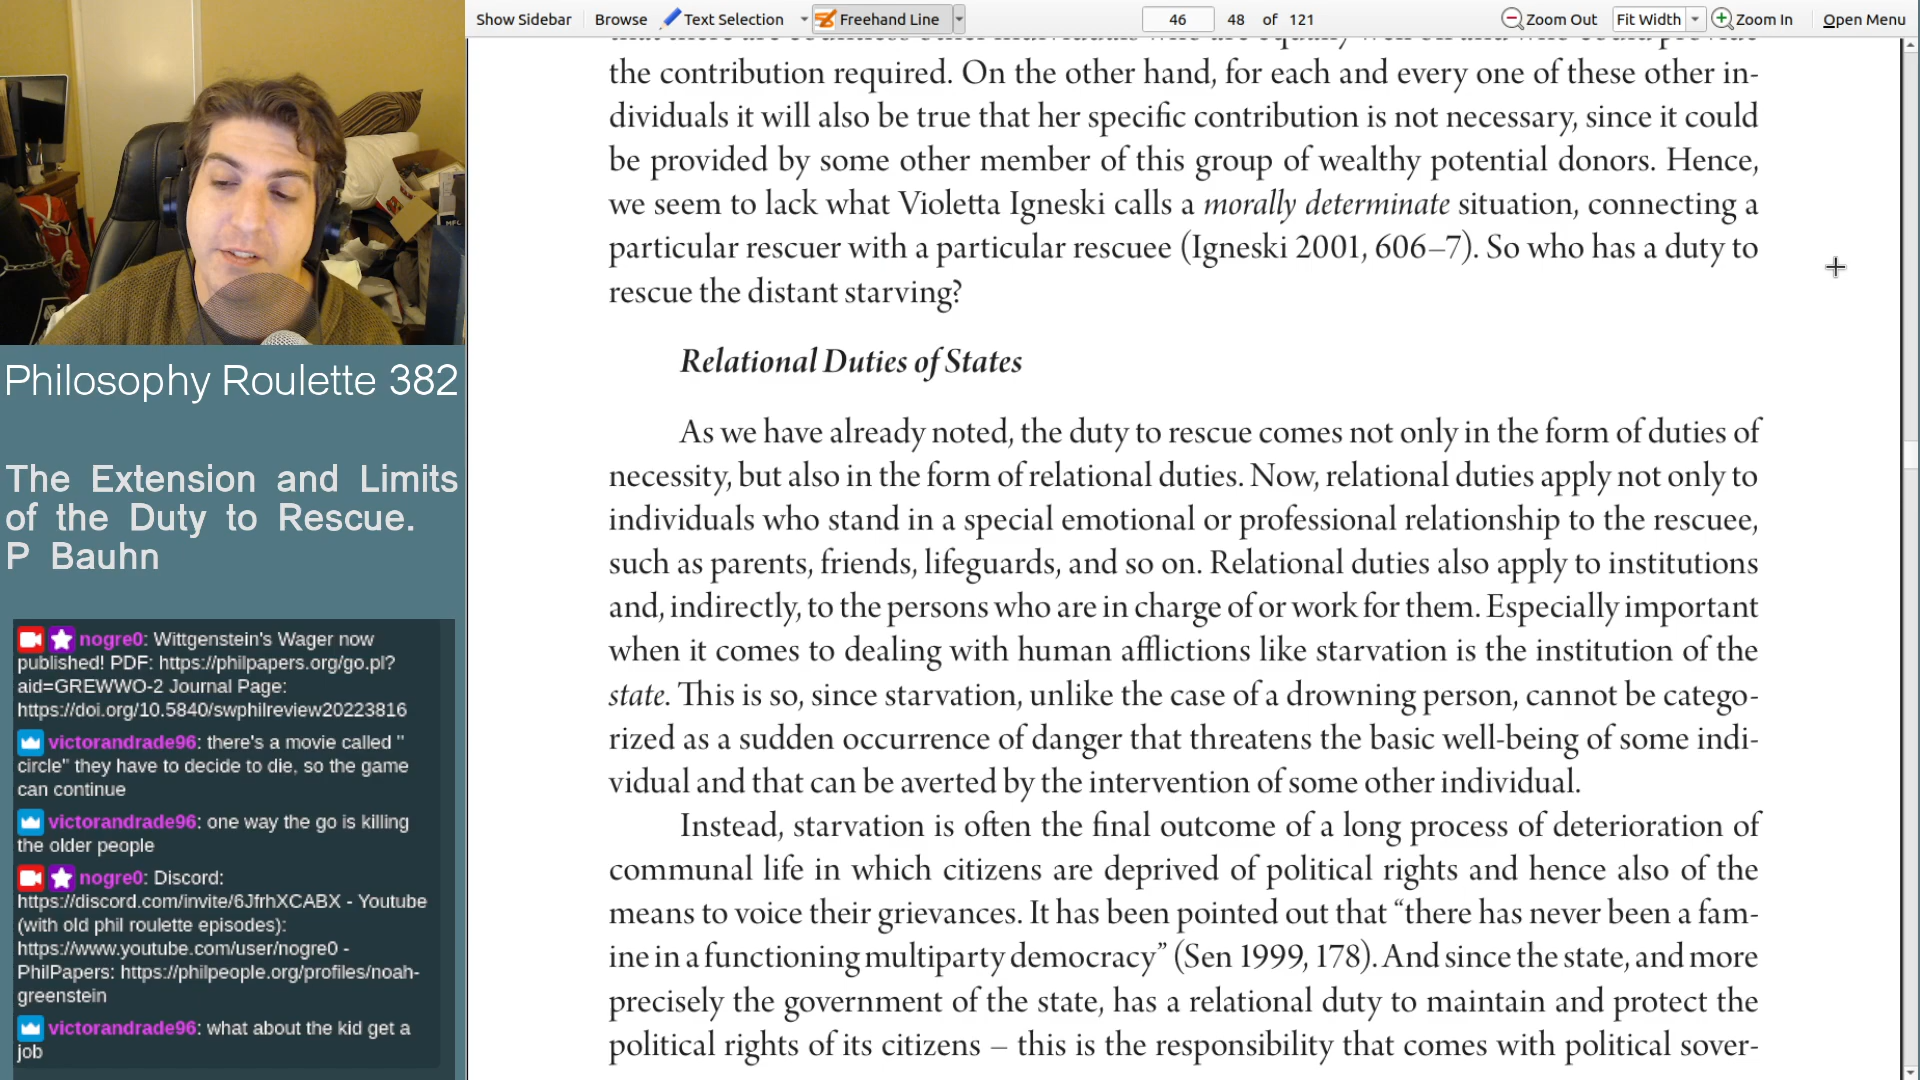 Show Sidebar Browse Text Selection Freehand Line 46 48 of 121 Zoom Out Fit Width Zoom In Open Menu
the contribution required. On the other hand, for each and every one of these other in-
dividuals it will also be true that her specific contribution is not necessary, since it could
be provided by some other member of this group of wealthy potential donors. Hence,
we seem to lack what Violetta Igneski calls a morally determinate situation, connecting a
particular rescuer with a particular rescuee (Igneski 2001, 606–7). So who has a duty to
rescue the distant starving?
Relational Duties of States
As we have already noted, the duty to rescue comes not only in the form of duties of
necessity, but also in the form of relational duties. Now, relational duties apply not only to
individuals who stand in a special emotional or professional relationship to the rescuee,
such as parents, friends, lifeguards, and so on. Relational duties also apply to institutions
and, indirectly, to the persons who are in charge of or work for them. Especially important
when it comes to dealing with human afflictions like starvation is the institution of the
state. This is so, since starvation, unlike the case of a drowning person, cannot be catego-
rized as a sudden occurrence of danger that threatens the basic well-being of some indi-
vidual and that can be averted by the intervention of some other individual.
Instead, starvation is often the final outcome of a long process of deterioration of
communal life in which citizens are deprived of political rights and hence also of the
means to voice their grievances. It has been pointed out that “there has never been a fam-
ine in a functioning multiparty democracy” (Sen 1999, 178). And since the state, and more
precisely the government of the state, has a relational duty to maintain and protect the
political rights of its citizens – this is the responsibility that comes with political sover-
Philosophy Roulette 382
The Extension and Limits
of the Duty to Rescue.
P Bauhn
nogre0: Wittgenstein's Wager now
published! PDF: https://philpapers.org/go.pl?
aid=GREWWO-2 Journal Page:
https://doi.org/10.5840/swphilreview20223816
victorandrade96: there's a movie called "
circle" they have to decide to die, so the game
can continue
victorandrade96: one way the go is killing
the older people
nogre0: Discord:
https://discord.com/invite/6JfrhXCABX - Youtube
(with old phil roulette episodes):
https://www.youtube.com/user/nogre0 -
PhilPapers: https://philpeople.org/profiles/noah-
greenstein
victorandrade96: what about the kid get a
job